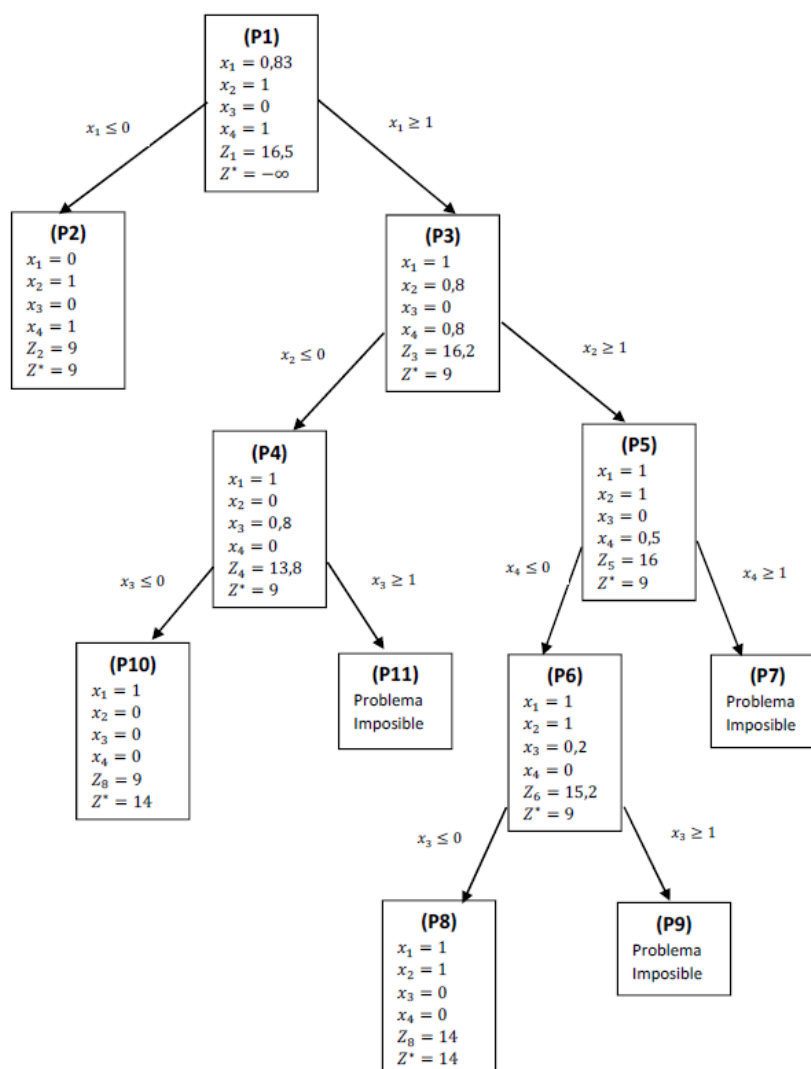 (P1)
x₁ = 0,83
x₂ = 1
x₃ = 0
x₄ = 1
Z₁ = 16,5
Z* = −∞
x₁ ≤ 0
x₁ ≥ 1
(P2)
x₁ = 0
x₂ = 1
x₃ = 0
x₄ = 1
Z₂ = 9
Z* = 9
(P3)
x₁ = 1
x₂ = 0,8
x₃ = 0
x₄ = 0,8
Z₃ = 16,2
Z* = 9
x₂ ≤ 0
x₂ ≥ 1
(P4)
x₁ = 1
x₂ = 0
x₃ = 0,8
x₄ = 0
Z₄ = 13,8
Z* = 9
(P5)
x₁ = 1
x₂ = 1
x₃ = 0
x₄ = 0,5
Z₅ = 16
Z* = 9
x₃ ≤ 0
x₃ ≥ 1
x₄ ≤ 0
x₄ ≥ 1
(P10)
x₁ = 1
x₂ = 0
x₃ = 0
x₄ = 0
Z₈ = 9
Z* = 14
(P11)
Problema
Imposible
(P6)
x₁ = 1
x₂ = 1
x₃ = 0,2
x₄ = 0
Z₆ = 15,2
Z* = 9
(P7)
Problema
Imposible
x₃ ≤ 0
x₃ ≥ 1
(P8)
x₁ = 1
x₂ = 1
x₃ = 0
x₄ = 0
Z₈ = 14
Z* = 14
(P9)
Problema
Imposible